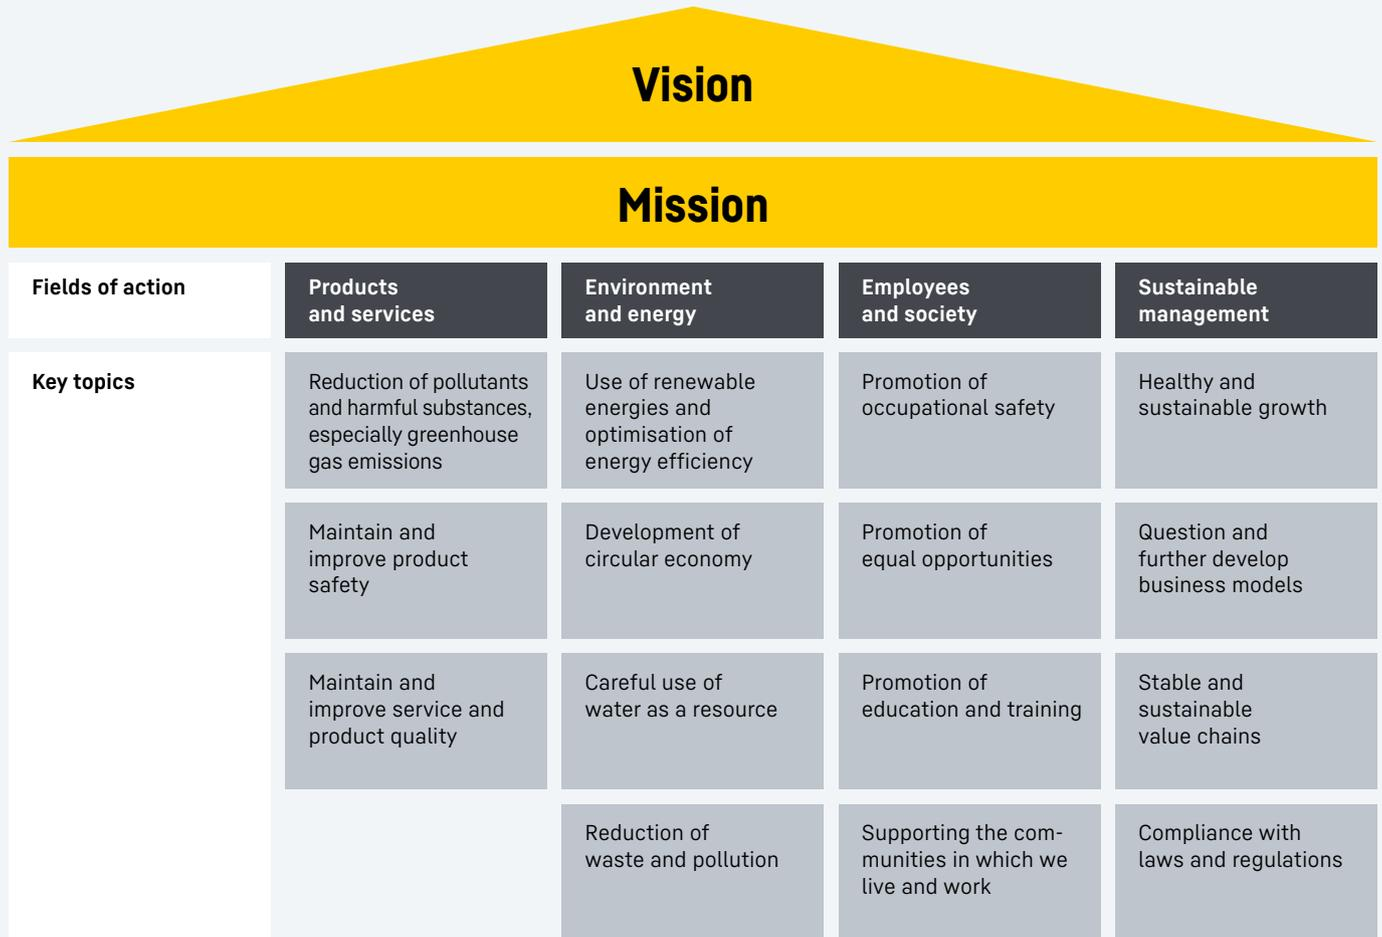 Vision
Mission
Fields of action
Products
and services
Environment
and energy
Employees
and society
Sustainable
management
Key topics
Reduction of pollutants
and harmful substances,
especially greenhouse
gas emissions
Use of renewable
energies and
optimisation of
energy efficiency
Promotion of
occupational safety
Healthy and
sustainable growth
Maintain and
improve product
safety
Development of
circular economy
Promotion of
equal opportunities
Question and
further develop
business models
Maintain and
improve service and
product quality
Careful use of
water as a resource
Promotion of
education and training
Stable and
sustainable
value chains
Reduction of
waste and pollution
Supporting the com-
munities in which we
live and work
Compliance with
laws and regulations